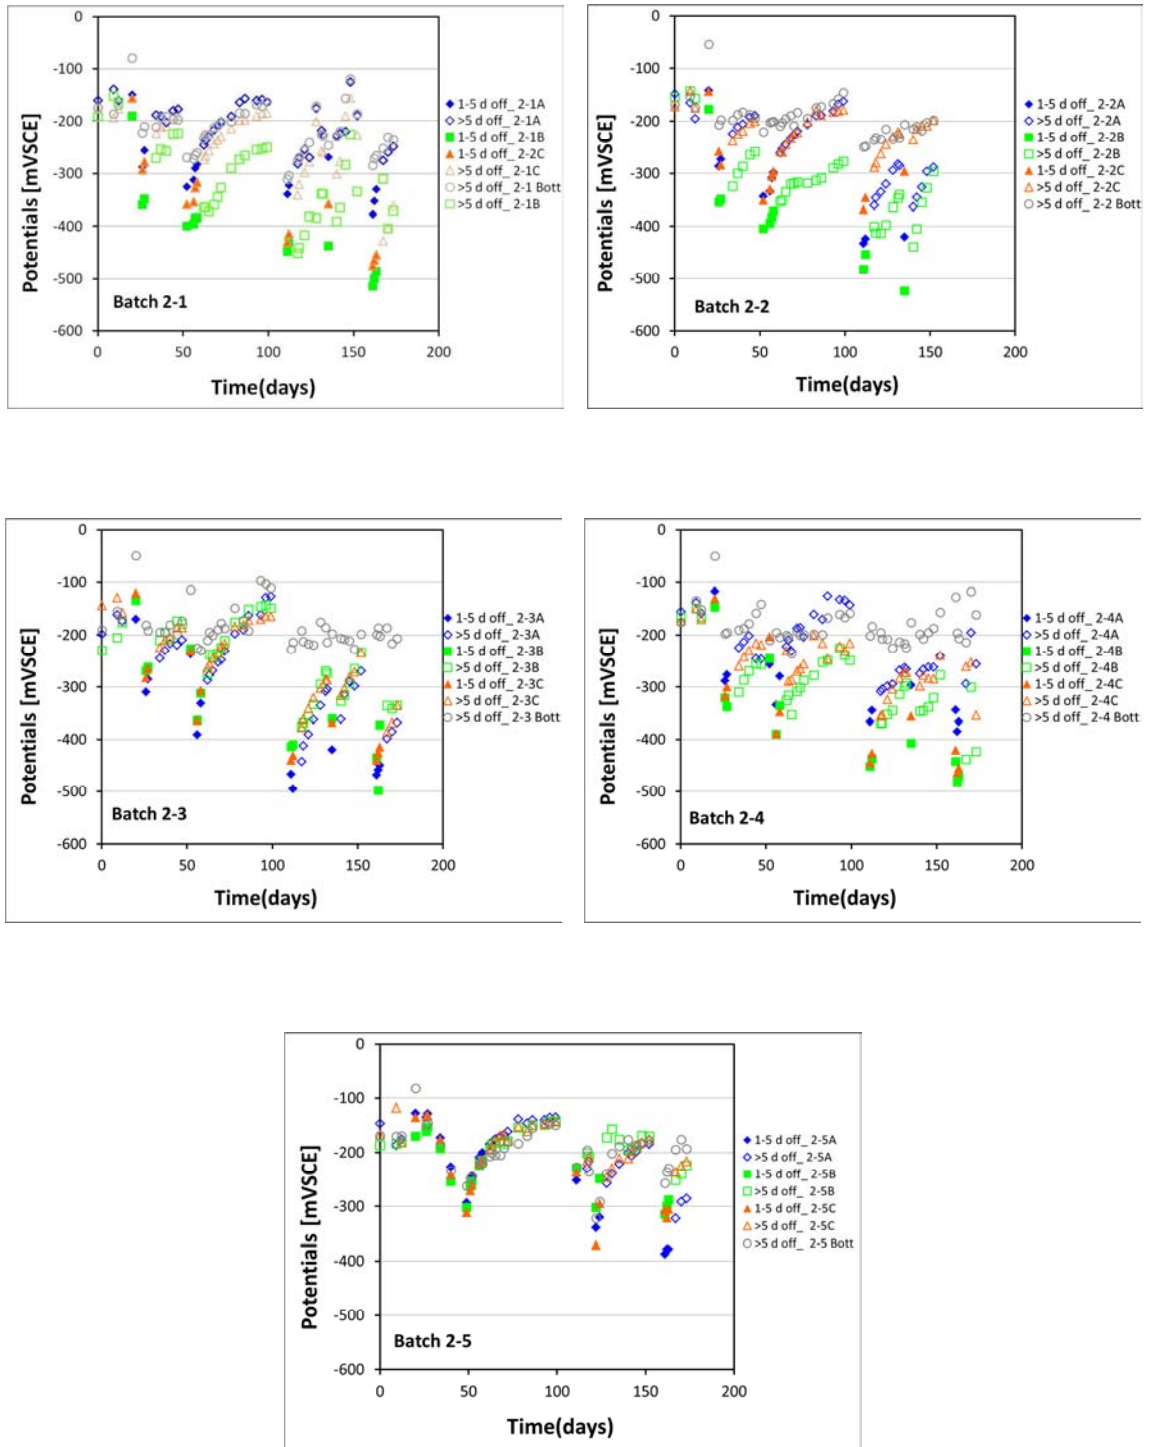 0
-100
-200
-300
-400
-500
-600
Potentials [mVSCE]
0 50 100 150 200
Time(days)
Batch 2-1
1-5 d off_ 2-1A
>5 d off_ 2-1A
1-5 d off_ 2-1B
1-5 d off_ 2-2C
>5 d off_ 2-1C
>5 d off_ 2-1 Bott
>5 d off_ 2-1B
0
-100
-200
-300
-400
-500
-600
Potentials [mVSCE]
0 50 100 150 200
Time(days)
Batch 2-2
1-5 d off_ 2-2A
>5 d off_ 2-2A
1-5 d off_ 2-2B
>5 d off_ 2-2B
1-5 d off_ 2-2C
>5 d off_ 2-2C
>5 d off_ 2-2 Bott
0
-100
-200
-300
-400
-500
-600
Potentials [mVSCE]
0 50 100 150 200
Time(days)
Batch 2-3
1-5 d off_ 2-3A
>5 d off_ 2-3A
1-5 d off_ 2-3B
>5 d off_ 2-3B
1-5 d off_ 2-3C
>5 d off_ 2-3C
>5 d off_ 2-3 Bott
0
-100
-200
-300
-400
-500
-600
Potentials [mVSCE]
0 50 100 150 200
Time(days)
Batch 2-4
1-5 d off_ 2-4A
>5 d off_ 2-4A
1-5 d off_ 2-4B
>5 d off_ 2-4B
1-5 d off_ 2-4C
>5 d off_ 2-4C
>5 d off_ 2-4 Bott
0
-100
-200
-300
-400
-500
-600
Potentials [mVSCE]
0 50 100 150 200
Time(days)
Batch 2-5
1-5 d off_ 2-5A
>5 d off_ 2-5A
1-5 d off_ 2-5B
>5 d off_ 2-5B
1-5 d off_ 2-5C
>5 d off_ 2-5C
>5 d off_ 2-5 Bott